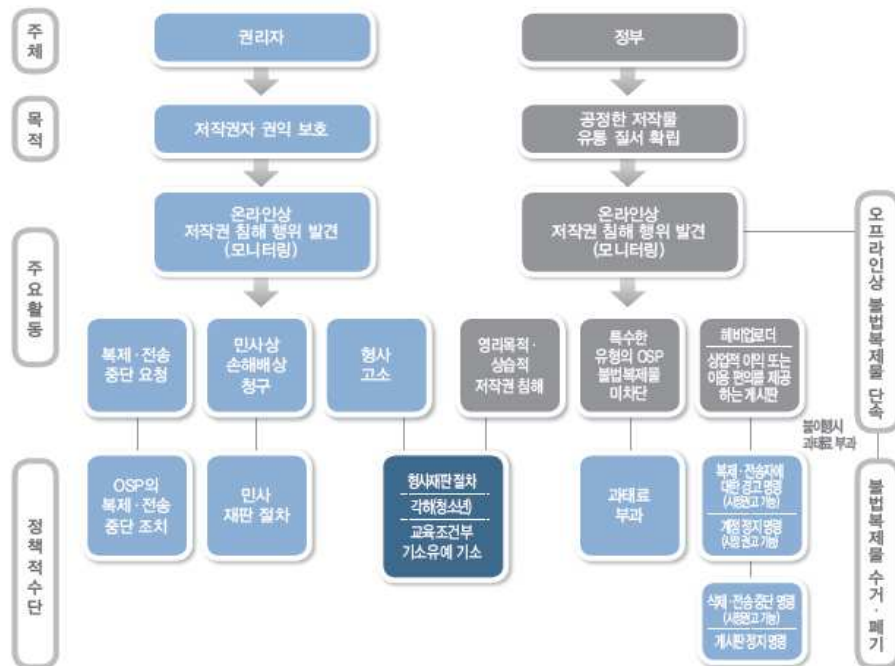 주체
권리자
정부
목적
저작권자 권익 보호
공정한 저작물
유통 질서 확립
주요활동
온라인상
저작권 침해 행위 발견
(모니터링)
온라인상
저작권 침해 행위 발견
(모니터링)
오프라인상 불법복제물 단속
복제·전송
중단 요청
민사상
손해배상
청구
형사
고소
영리목적·
상습적
저작권 침해
특수한
유형의 OSP
불법복제물
미차단
헤비업로더
상업적 이익 또는
이용 편의를 제공
하는 게시판
불이행시
과태료 부과
정책적수단
OSP의
복제·전송
중단 조치
민사
재판 절차
형사재판 절차
각하(청소년)
교육조건부
기소유예 기소
과태료
부과
복제·전송자에
대한 경고 명령
(시정권고 가능)
계정 정지 명령
(시정 권고 가능)
삭제·전송 중단 명령
(시정권고 가능)
게시판 정지 명령
불법복제물 수거·폐기